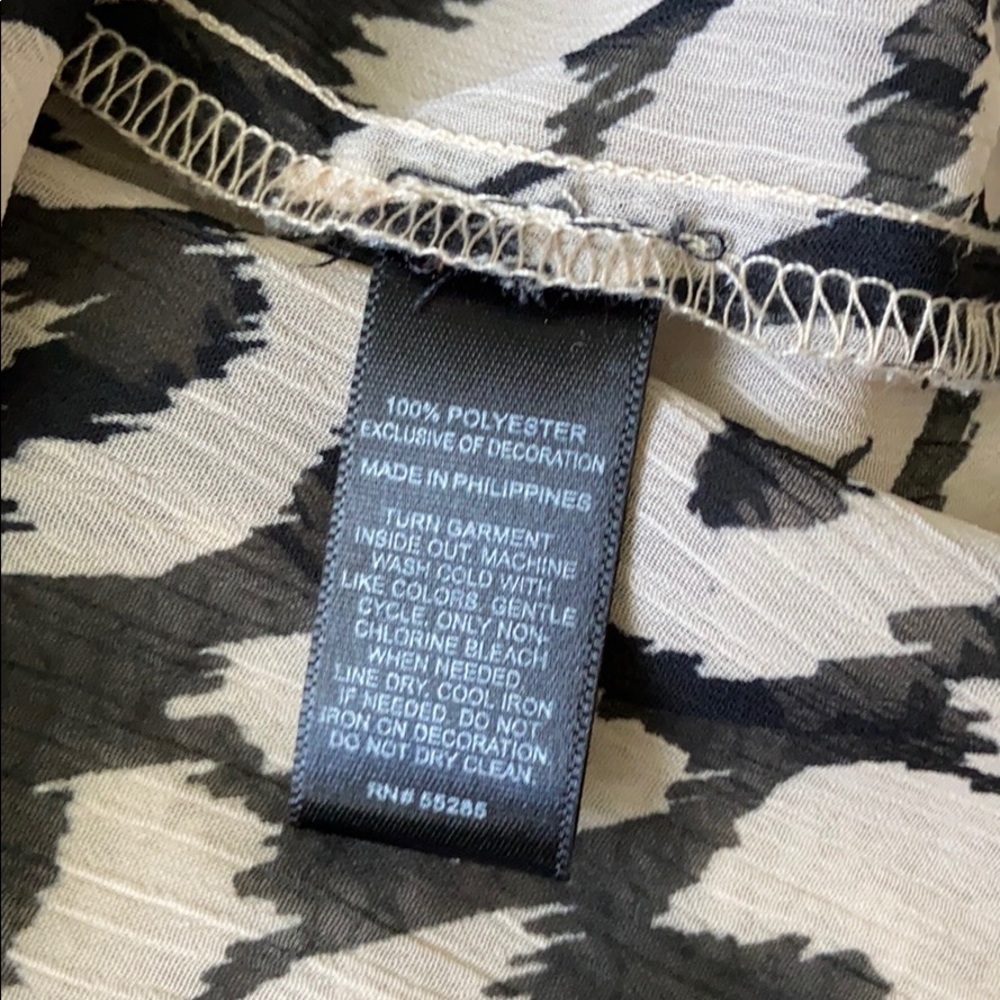 100% POLYESTER
EXCLUSIVE OF DECORATION
MADE IN PHILIPPINES
TURN GARMENT
INSIDE OUT. MACHINE
WASH COLD WITH
LIKE COLORS. GENTLE
CYCLE. ONLY NON-
CHLORINE BLEACH
WHEN NEEDED.
LINE DRY. COOL IRON
IF NEEDED. DO NOT
IRON ON DECORATION.
DO NOT DRY CLEAN.
RN# 55285